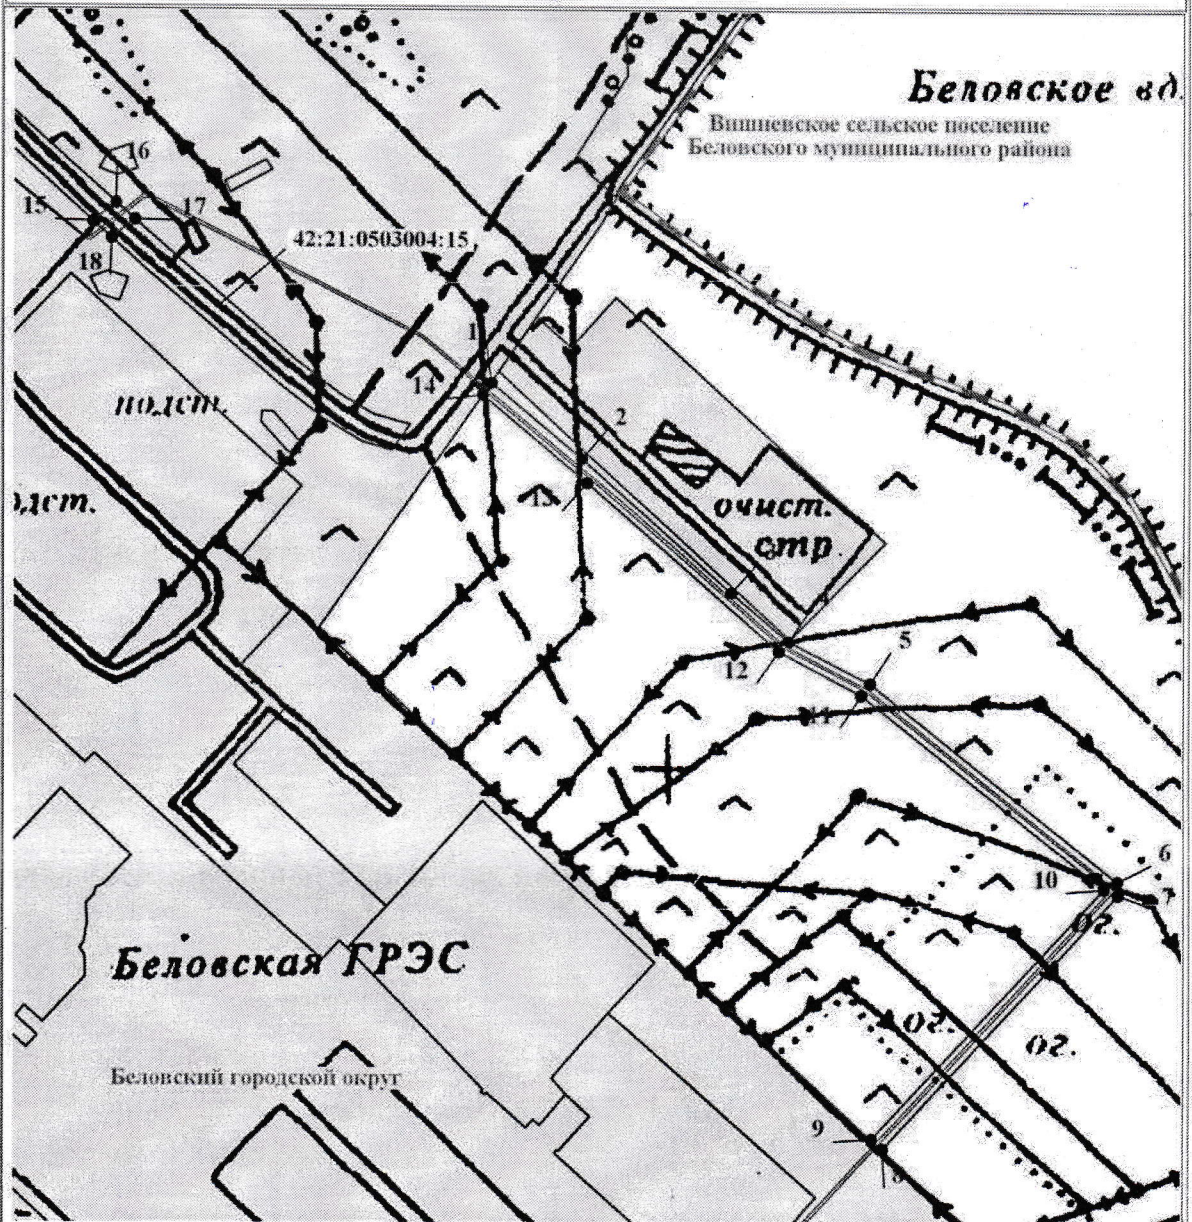 Беловское вд.
Вишневское сельское поселение
Беловского муниципального района
16
15
17
42:21:0503004:15
18
1
14
подст.
2
дст.
13
очист.
стр.
5
12
11
6
10
7
ог.
Беловская ГРЭС
ог.
ог.
Беловский городской округ
9
8